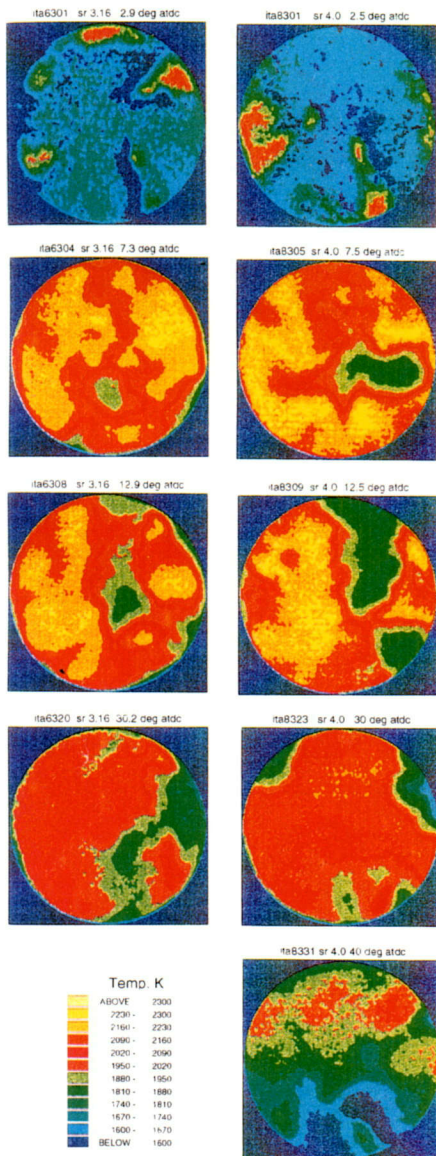 ita6301 sr 3.16 2.9 deg atdc
ita8301 sr 4.0 2.5 deg atdc
ita6304 sr 3.16 7.3 deg atdc
ita8305 sr 4.0 7.5 deg atdc
ita6308 sr 3.16 12.9 deg atdc
ita8309 sr 4.0 12.5 deg atdc
ita6320 sr 3.16 30.2 deg atdc
ita8323 sr 4.0 30 deg atdc
ita8331 sr 4.0 40 deg atdc
Temp. K
ABOVE 2300
2230 - 2300
2160 - 2230
2090 - 2160
2020 - 2090
1950 - 2020
1880 - 1950
1810 - 1880
1740 - 1810
1670 - 1740
1600 - 1670
BELOW 1600